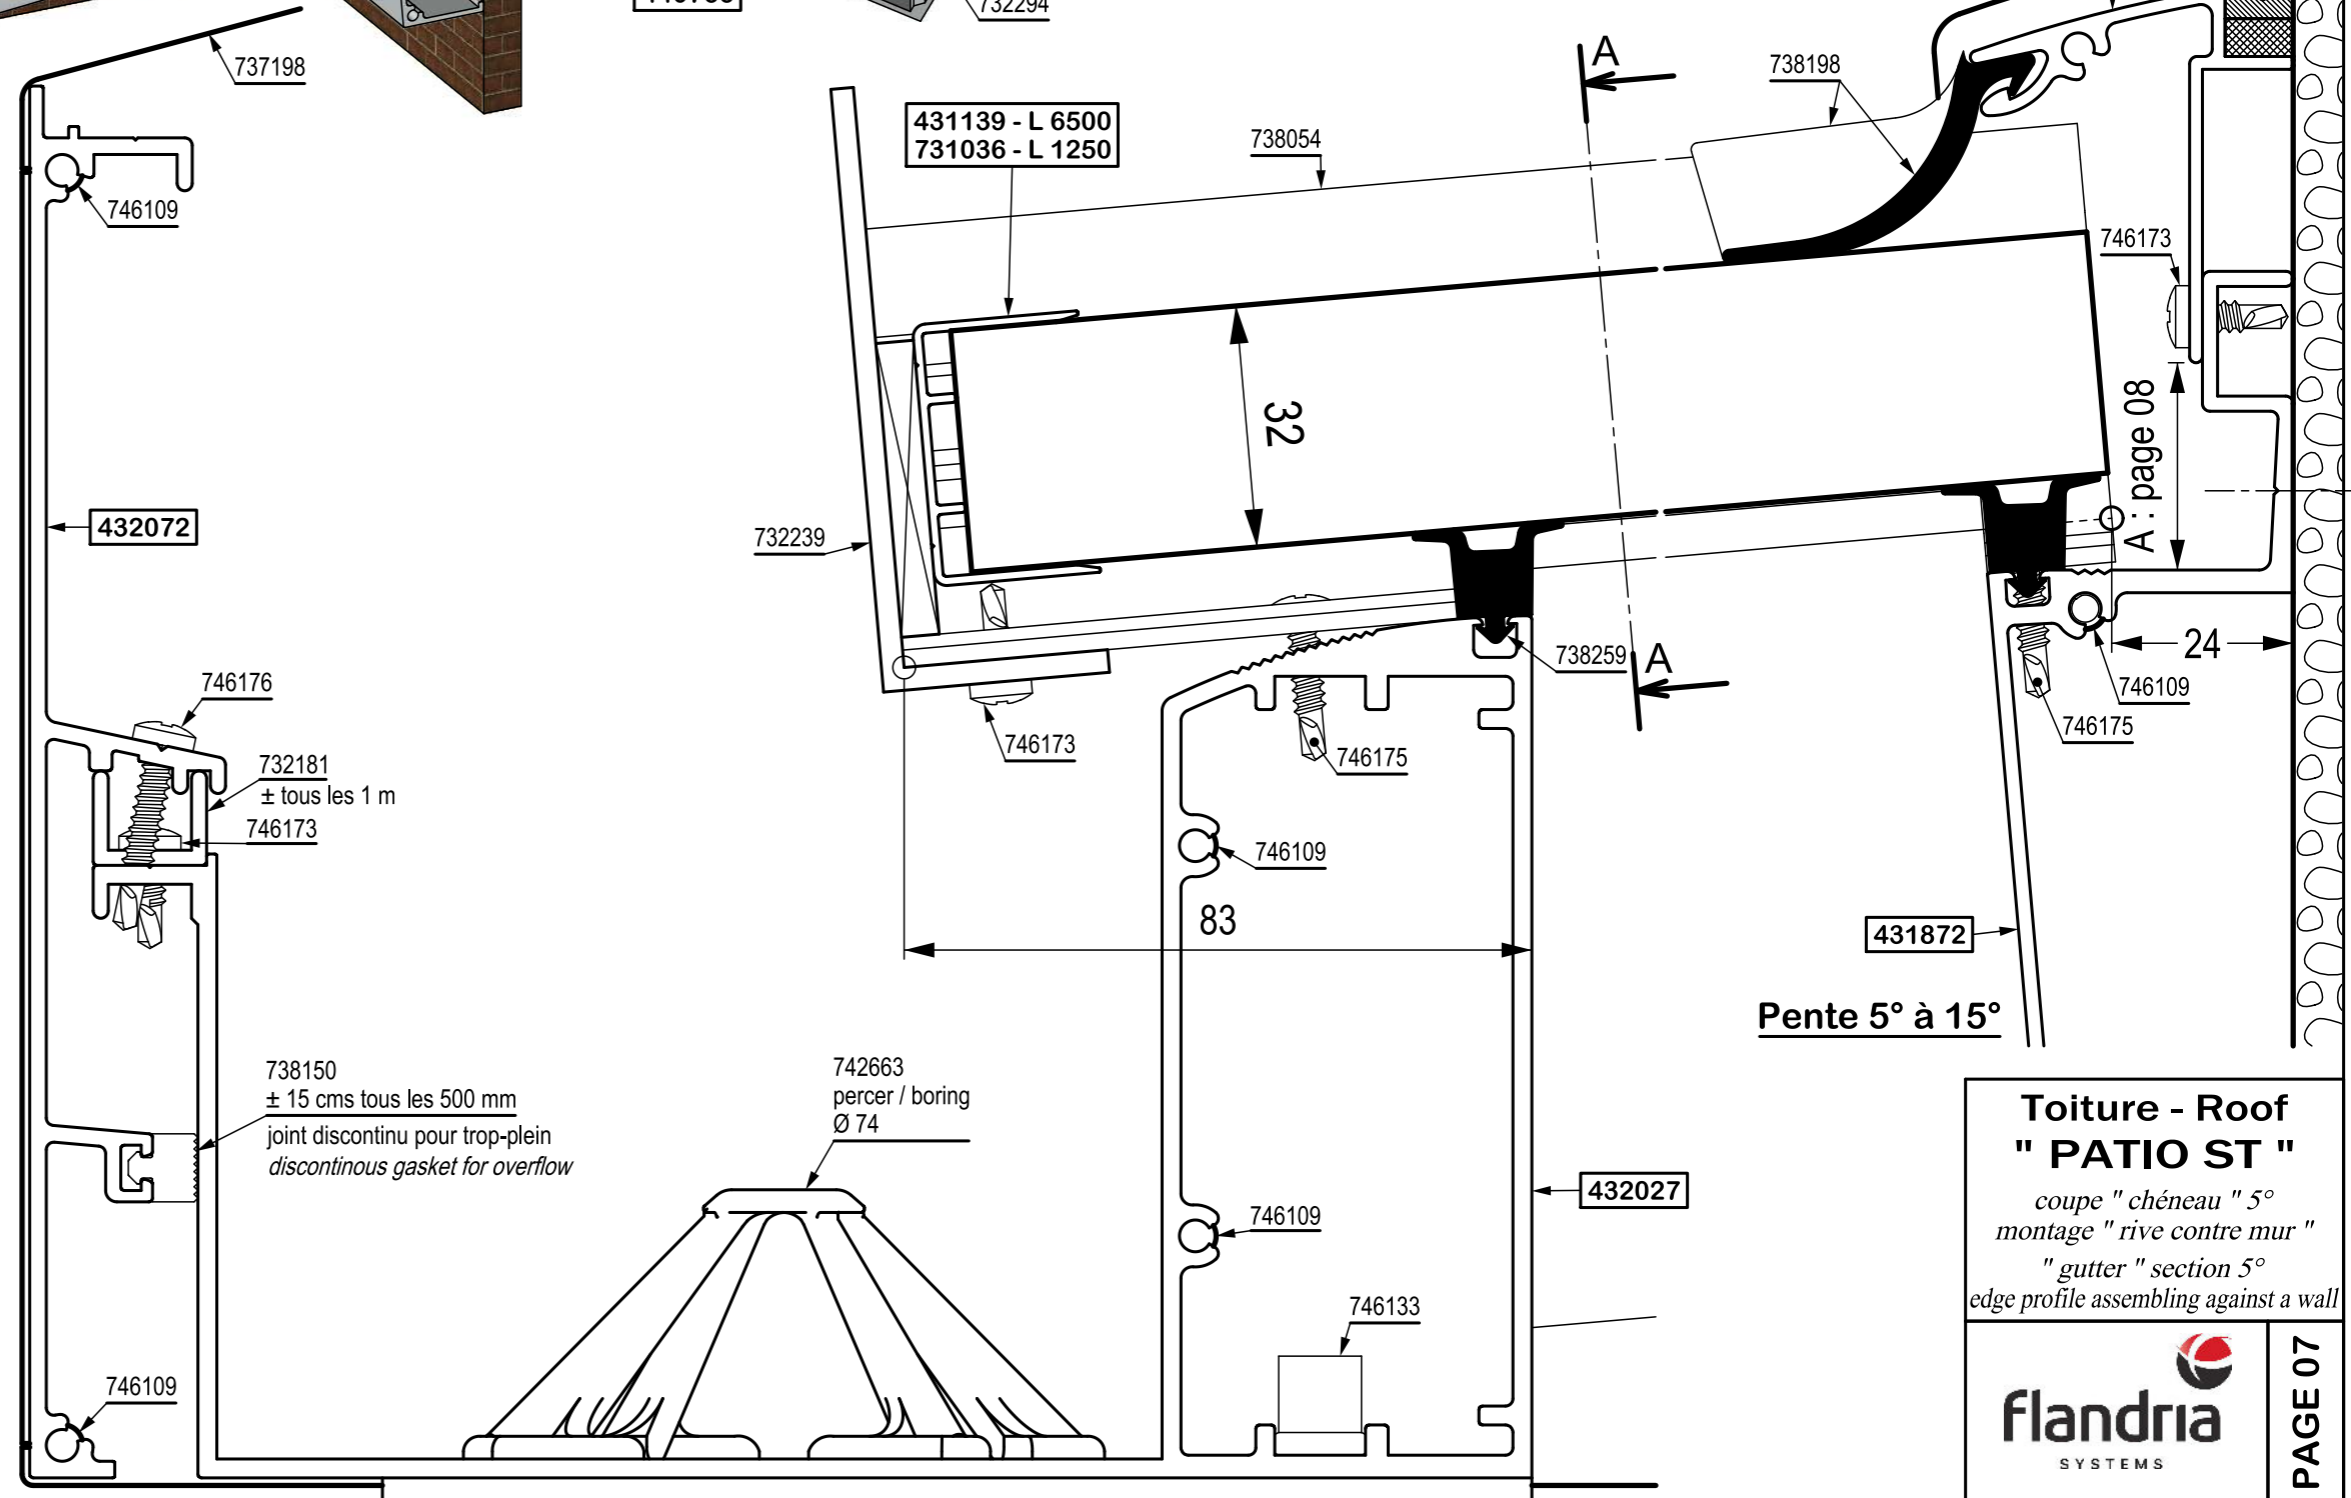 732294
737198
A
738198
431139 - L 6500
731036 - L 1250
738054
746109
746173
32
A : page 08
432072
732239
738259
A
24
746109
746176
746175
746173
746175
732181
± tous les 1 m
746173
746109
83
431872
Pente 5° à 15°
738150
± 15 cms tous les 500 mm
joint discontinu pour trop-plein
discontinous gasket for overflow
742663
percer / boring
Ø 74
432027
746109
746133
746109
Toiture - Roof
" PATIO ST "
coupe " chéneau " 5°
montage " rive contre mur "
" gutter " section 5°
edge profile assembling against a wall
flandria
SYSTEMS
PAGE 07